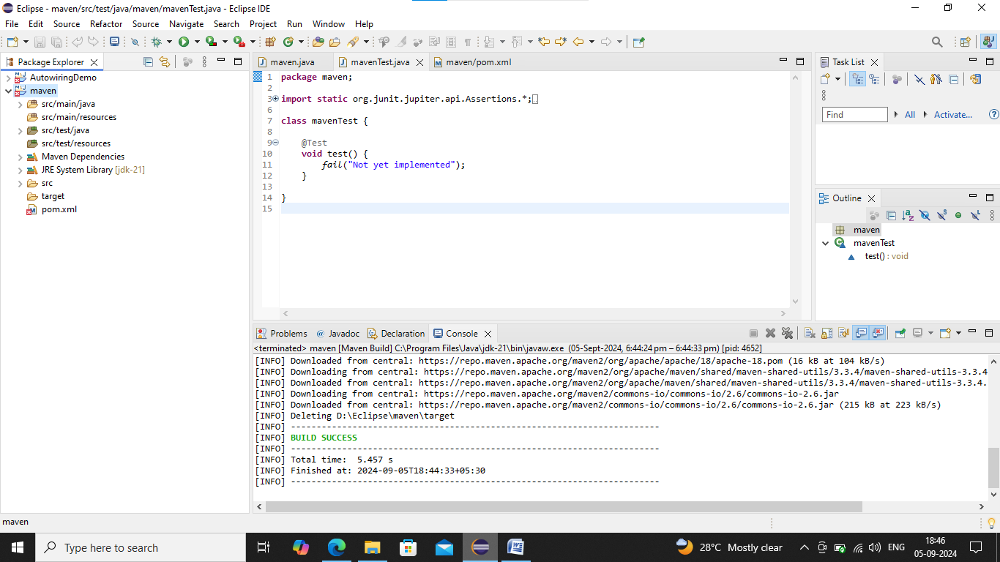 Eclipse - maven/src/test/java/maven/mavenTest.java - Eclipse IDE
File Edit Source Refactor Source Navigate Search Project Run Window Help
Package Explorer
AutowiringDemo
maven
src/main/java
src/main/resources
src/test/java
src/test/resources
Maven Dependencies
JRE System Library [jdk-21]
src
target
pom.xml
maven.java
mavenTest.java
maven/pom.xml
1 package maven;
2
3 import static org.junit.jupiter.api.Assertions.*;
6
7 class mavenTest {
8
9 @Test
10 void test() {
11 fail("Not yet implemented");
12 }
13
14 }
15
Task List
Find
All
Activate...
Outline
maven
mavenTest
test() : void
Problems
Javadoc
Declaration
Console
<terminated> maven [Maven Build] C:\Program Files\Java\jdk-21\bin\javaw.exe (05-Sept-2024, 6:44:24 pm – 6:44:33 pm) [pid: 4652]
[INFO] Downloaded from central: https://repo.maven.apache.org/maven2/org/apache/apache/18/apache-18.pom (16 kB at 104 kB/s)
[INFO] Downloading from central: https://repo.maven.apache.org/maven2/org/apache/maven/shared/maven-shared-utils/3.3.4/maven-shared-utils-3.3.4
[INFO] Downloaded from central: https://repo.maven.apache.org/maven2/org/apache/maven/shared/maven-shared-utils/3.3.4/maven-shared-utils-3.3.4.
[INFO] Downloading from central: https://repo.maven.apache.org/maven2/commons-io/commons-io/2.6/commons-io-2.6.jar
[INFO] Downloaded from central: https://repo.maven.apache.org/maven2/commons-io/commons-io/2.6/commons-io-2.6.jar (215 kB at 223 kB/s)
[INFO] Deleting D:\Eclipse\maven\target
[INFO] ------------------------------------------------------------------------
[INFO] BUILD SUCCESS
[INFO] ------------------------------------------------------------------------
[INFO] Total time:  5.457 s
[INFO] Finished at: 2024-09-05T18:44:33+05:30
[INFO] ------------------------------------------------------------------------
maven
Type here to search
28°C Mostly clear
ENG
18:46
05-09-2024